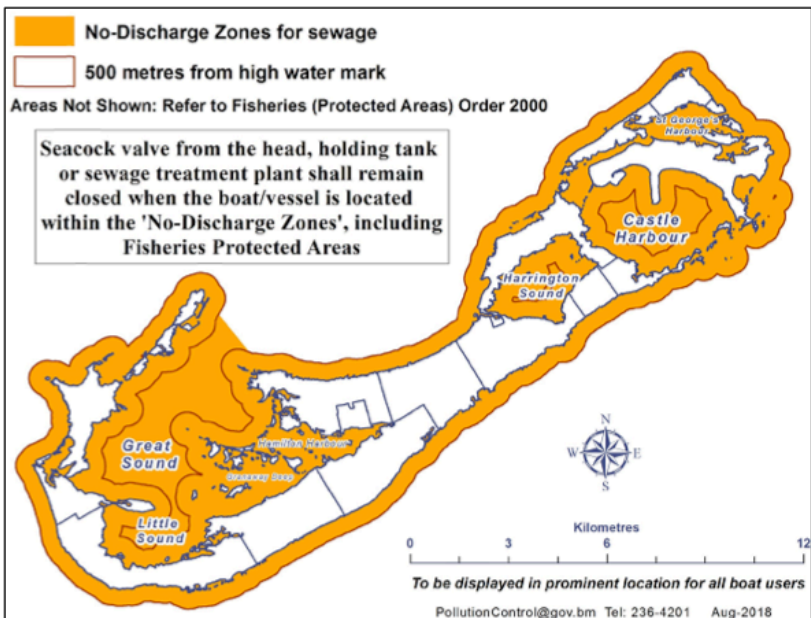 No-Discharge Zones for sewage
500 metres from high water mark
Areas Not Shown: Refer to Fisheries (Protected Areas) Order 2000
Seacock valve from the head, holding tank
or sewage treatment plant shall remain
closed when the boat/vessel is located
within the 'No-Discharge Zones', including
Fisheries Protected Areas
St George's
Harbour
Castle
Harbour
Harrington
Sound
Great
Sound
Hamilton Harbour
Granaway Deep
Little
Sound
N
W E
S
Kilometres
0 3 6 12
To be displayed in prominent location for all boat users
PollutionControl@gov.bm Tel: 236-4201 Aug-2018